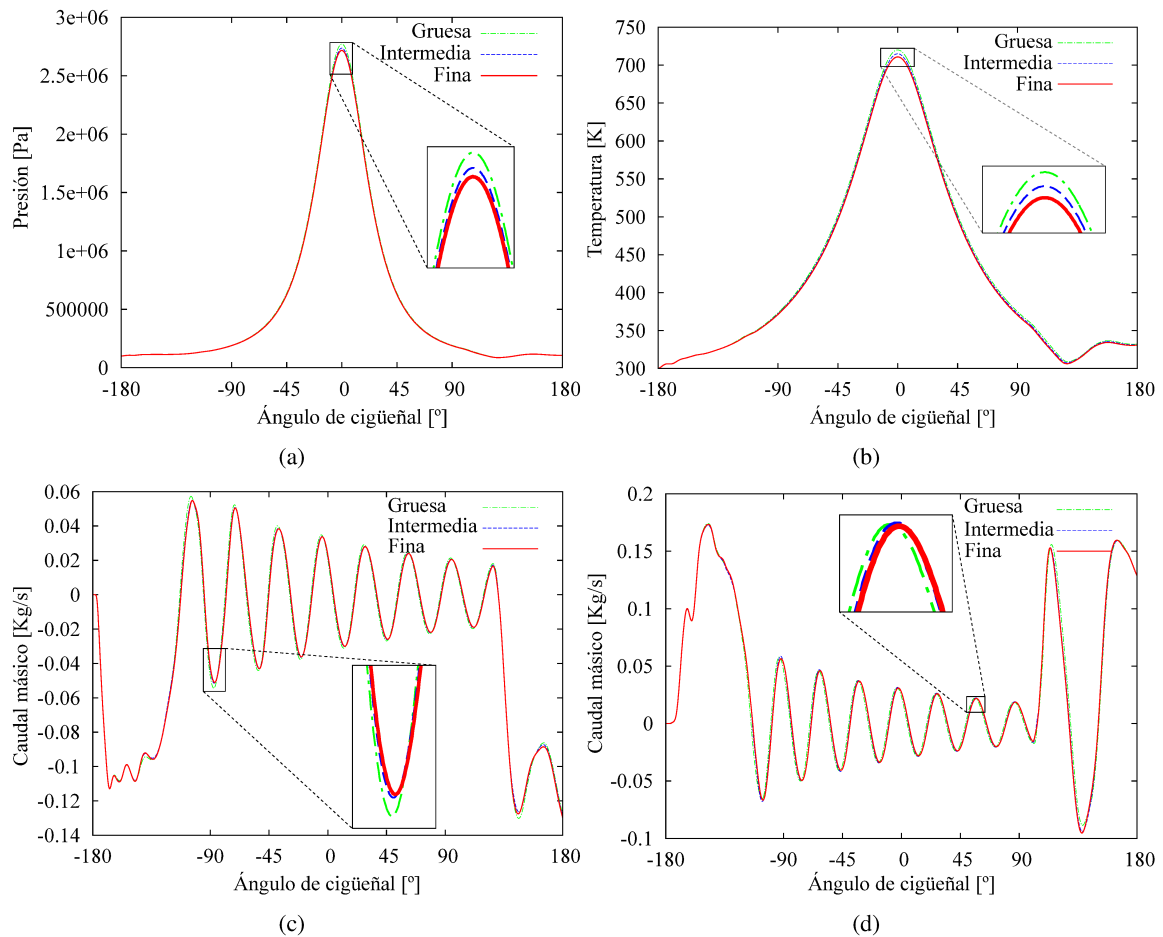 3e+06
2.5e+06
2e+06
1.5e+06
1e+06
500000
0
Presión [Pa]
Gruesa
Intermedia
Fina
-180 -90 -45 0 45 90 180
Ángulo de cigüeñal [º]
(a)
750
700
650
600
550
500
450
400
350
300
Temperatura [K]
Gruesa
Intermedia
Fina
-180 -90 -45 0 45 90 180
Ángulo de cigüeñal [º]
(b)
0.06
0.04
0.02
0
-0.02
-0.04
-0.06
-0.08
-0.1
-0.12
-0.14
Caudal másico [Kg/s]
Gruesa
Intermedia
Fina
-180 -90 -45 0 45 90 180
Ángulo de cigüeñal [º]
(c)
0.2
0.15
0.1
0.05
0
-0.05
-0.1
Caudal másico [Kg/s]
Gruesa
Intermedia
Fina
-180 -90 -45 0 45 90 180
Ángulo de cigüeñal [º]
(d)